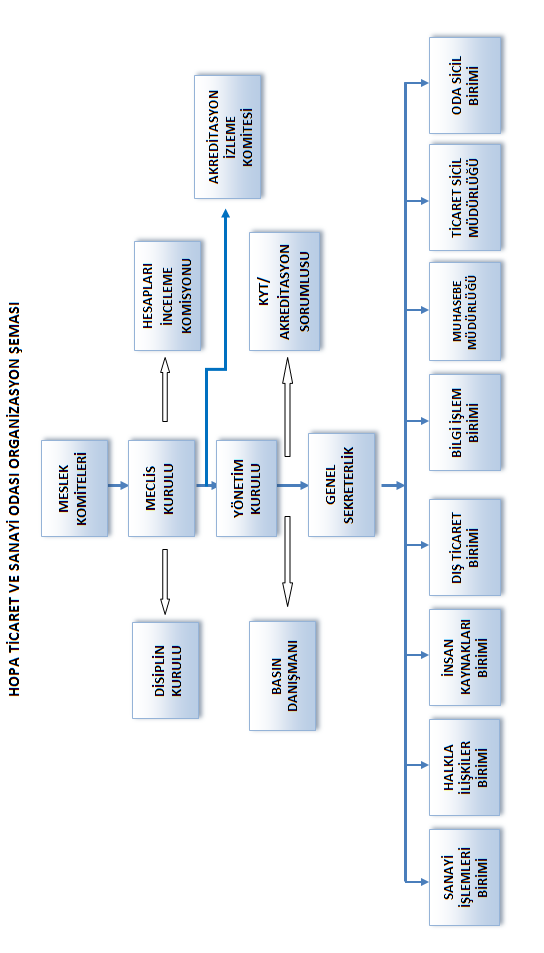 HOPA TİCARET VE SANAYİ ODASI ORGANİZASYON ŞEMASI
MESLEK
KOMİTELERİ
DİSİPLİN
KURULU
MECLİS
KURULU
HESAPLARI
İNCELEME
KOMİSYONU
AKREDİTASYON
İZLEME
KOMİTESİ
BASIN
DANIŞMANI
YÖNETİM
KURULU
KYT/
AKREDİTASYON
SORUMLUSU
GENEL
SEKRETERLİK
SANAYİ
İŞLEMLERİ
BİRİMİ
HALKLA
İLİŞKİLER
BİRİMİ
İNSAN
KAYNAKLARI
BİRİMİ
DIŞ TİCARET
BİRİMİ
BİLGİ İŞLEM
BİRİMİ
MUHASEBE
MÜDÜRLÜĞÜ
TİCARET SİCİL
MÜDÜRLÜĞÜ
ODA SİCİL
BİRİMİ